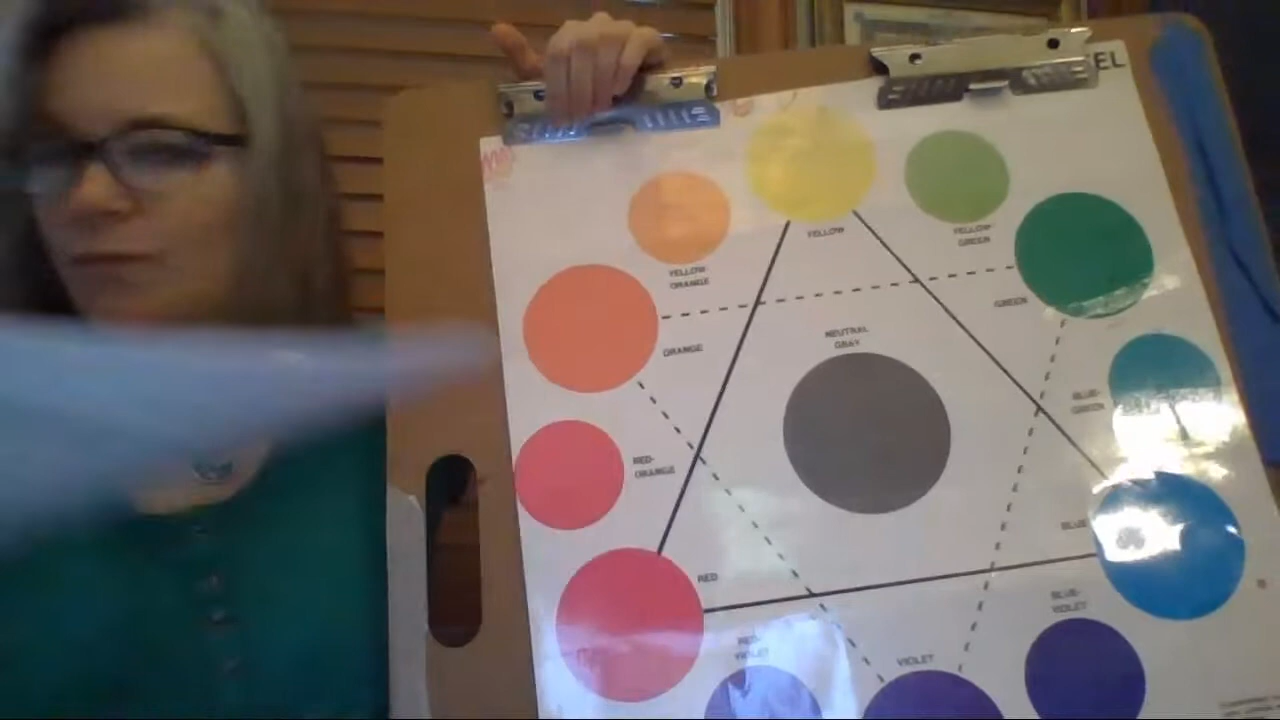 EL
YELLOW
YELLOW-
GREEN
YELLOW-
ORANGE
GREEN
NEUTRAL
GRAY
ORANGE
BLUE-
GREEN
RED-
ORANGE
BLUE
RED
BLUE-
VIOLET
RED-
VIOLET
VIOLET